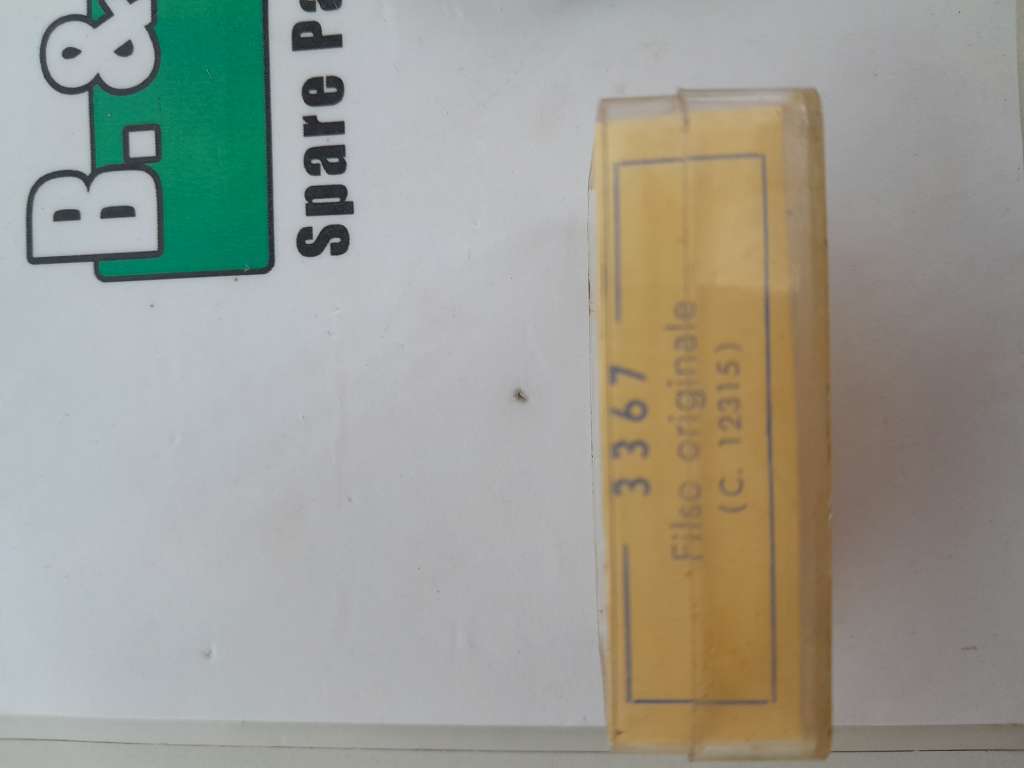 B. &
Spare Pa
3367
Filso originale
(C. 12315)